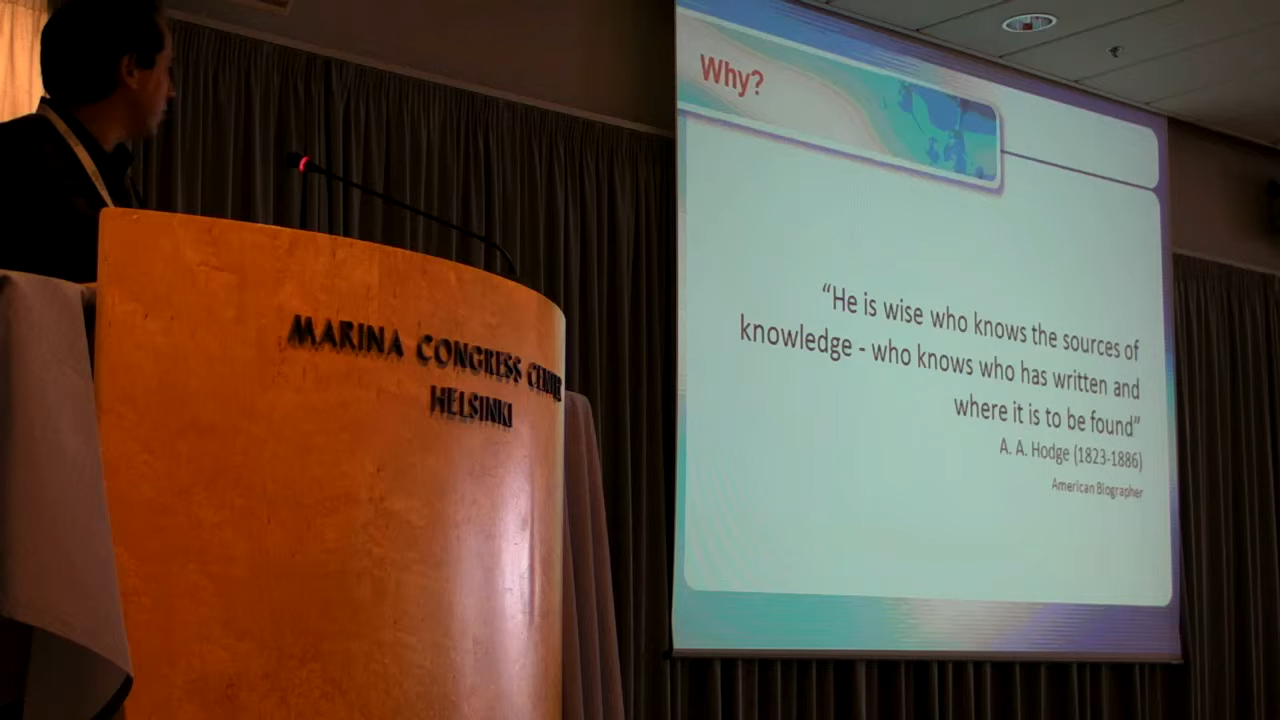 MARINA CONGRESS CENTER
HELSINKI
Why?
“He is wise who knows the sources of
knowledge - who knows who has written and
where it is to be found”
A. A. Hodge (1823-1886)
American Biographer